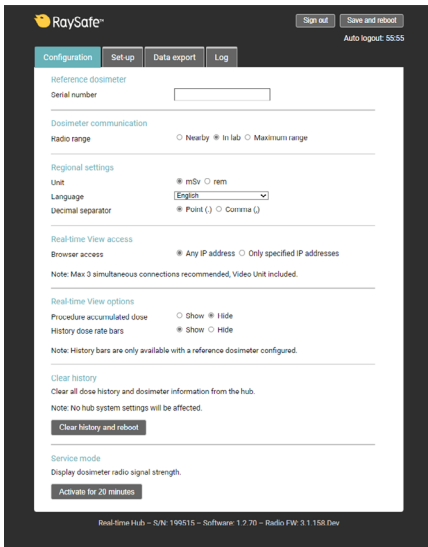 RaySafe™
Sign out
Save and reboot
Auto logout: 55:55
Configuration
Set-up
Data export
Log
Reference dosimeter
Serial number
Dosimeter communication
Radio range Nearby In lab Maximum range
Regional settings
Unit mSv rem
Language English
Decimal separator Point (.) Comma (,)
Real-time View access
Browser access Any IP address Only specified IP addresses
Note: Max 3 simultaneous connections recommended, Video Unit included.
Real-time View options
Procedure accumulated dose Show Hide
History dose rate bars Show Hide
Note: History bars are only available with a reference dosimeter configured.
Clear history
Clear all dose history and dosimeter information from the hub.
Note: No hub system settings will be affected.
Clear history and reboot
Service mode
Display dosimeter radio signal strength.
Activate for 20 minutes
Real-time Hub – S/N: 199515 – Software: 1.2.70 – Radio FW: 3.1.158 Dev